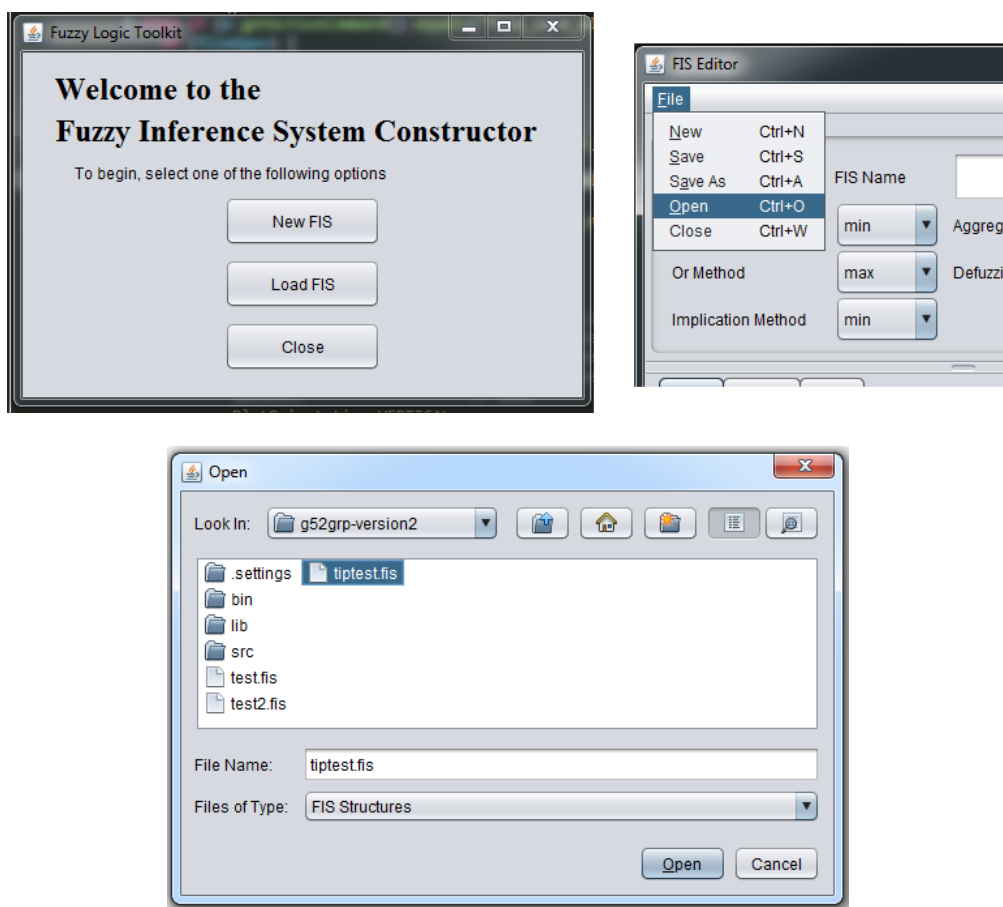 Fuzzy Logic Toolkit
Welcome to the
Fuzzy Inference System Constructor
To begin, select one of the following options
New FIS
Load FIS
Close
FIS Editor
File
New Ctrl+N
Save Ctrl+S
Save As Ctrl+A
Open Ctrl+O
Close Ctrl+W
FIS Name
min Aggreg
Or Method max Defuzzi
Implication Method min
Open
Look In: g52grp-version2
.settings tiptest.fis
bin
lib
src
test.fis
test2.fis
File Name: tiptest.fis
Files of Type: FIS Structures
Open Cancel